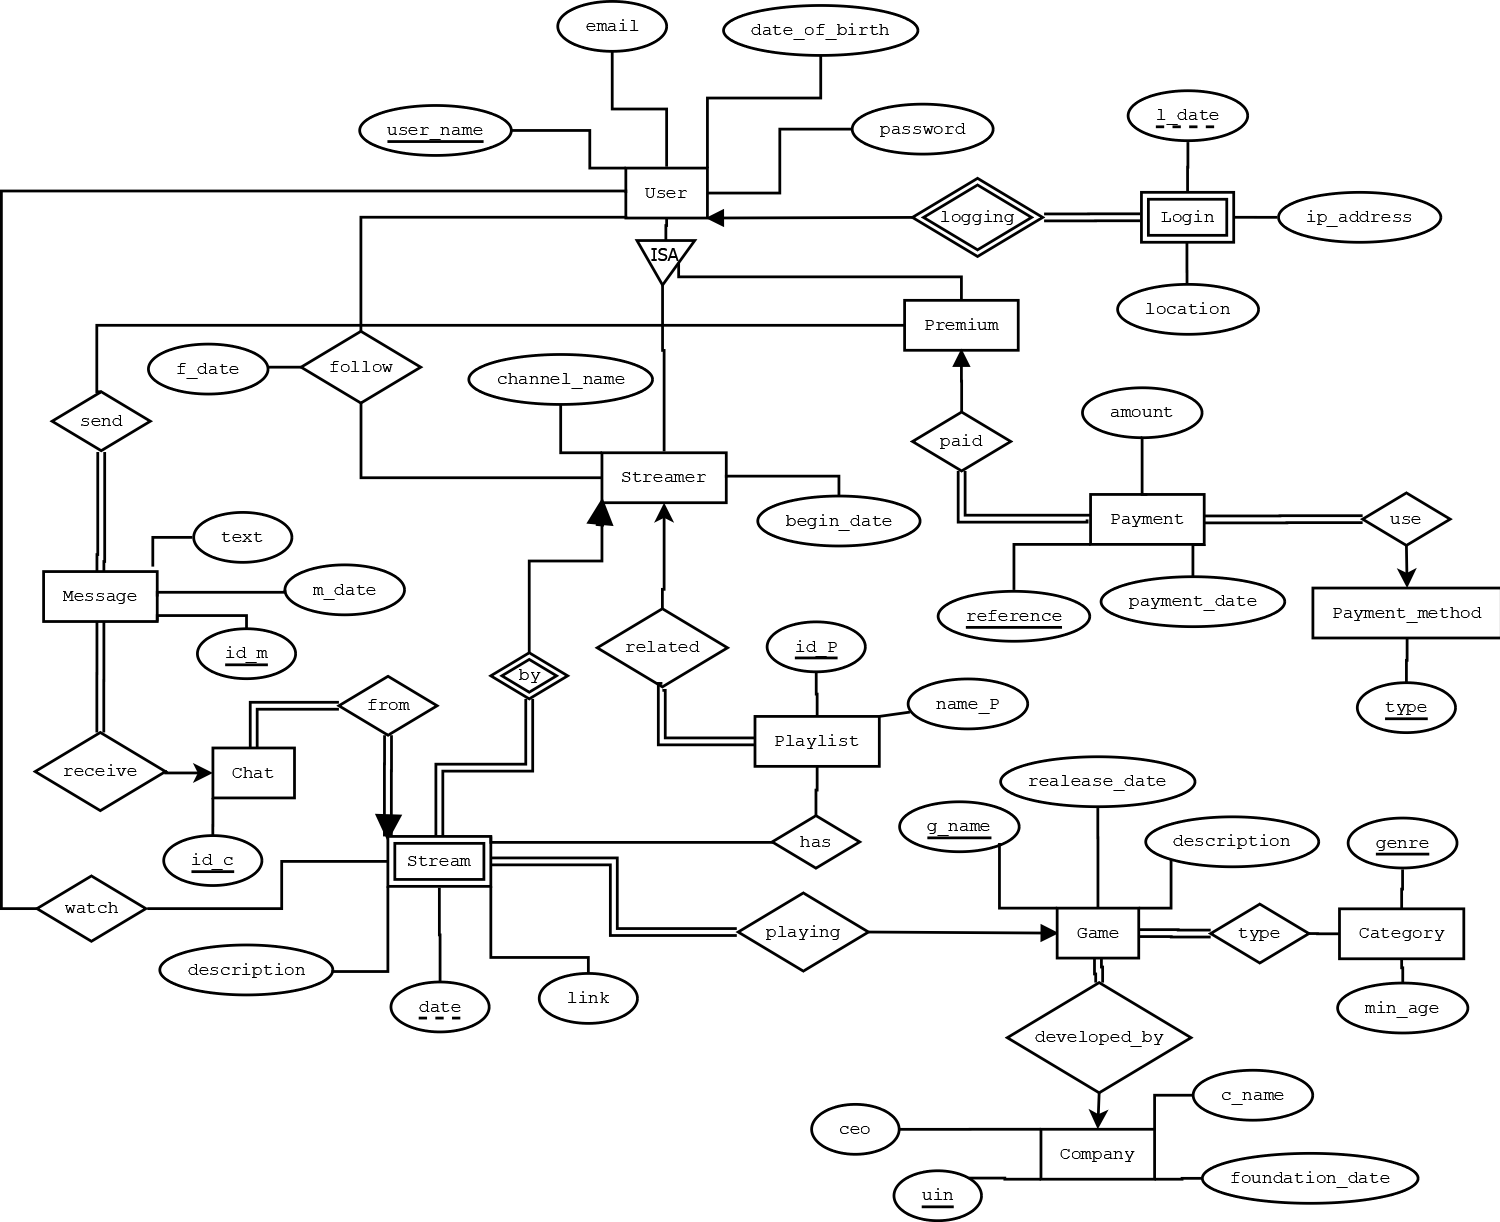 email
date_of_birth
user_name
password
l_date
User
logging
Login
ip_address
ISA
location
Premium
f_date
follow
channel_name
send
paid
amount
Streamer
begin_date
Payment
use
text
Message
m_date
payment_date
reference
Payment_method
id_m
by
related
id_P
from
name_P
type
Playlist
receive
Chat
realease_date
g_name
description
genre
has
id_c
Stream
watch
playing
Game
type
Category
description
date
link
min_age
developed_by
c_name
ceo
Company
foundation_date
uin